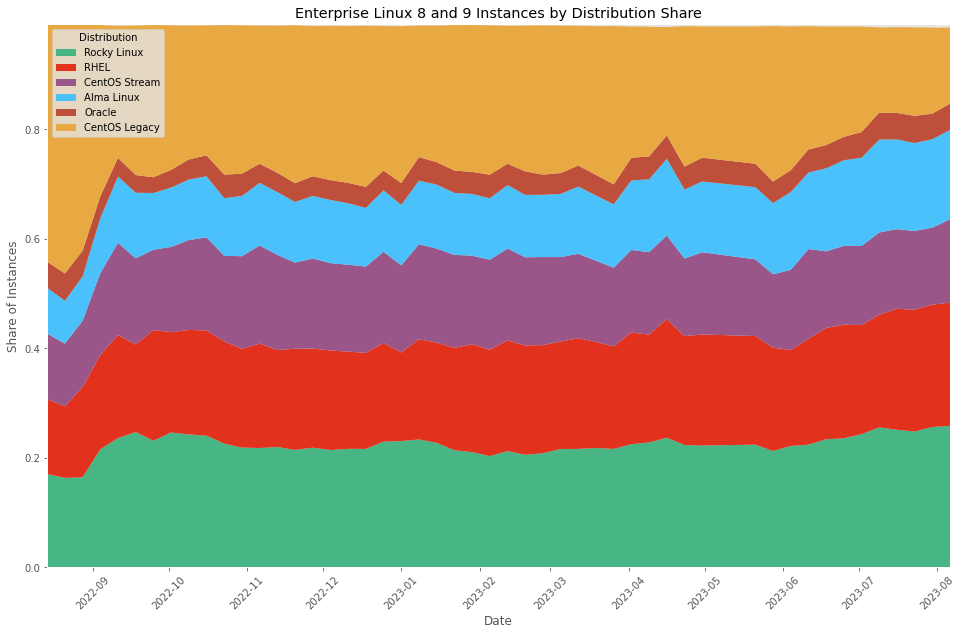 Enterprise Linux 8 and 9 Instances by Distribution Share
Distribution
Rocky Linux
RHEL
CentOS Stream
Alma Linux
Oracle
CentOS Legacy
Share of Instances
0.8
0.6
0.4
0.2
0.0
2022-09
2022-10
2022-11
2022-12
2023-01
2023-02
2023-03
2023-04
2023-05
2023-06
2023-07
2023-08
Date